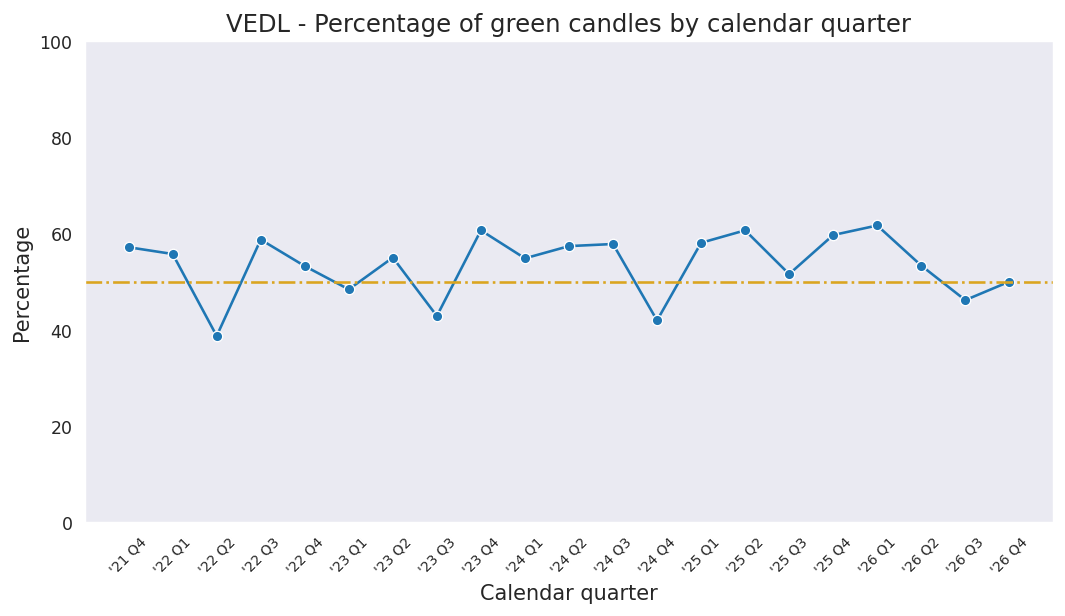 VEDL - Percentage of green candles by calendar quarter
100
80
60
40
20
0
Percentage
'21 Q4
'22 Q1
'22 Q2
'22 Q3
'22 Q4
'23 Q1
'23 Q2
'23 Q3
'23 Q4
'24 Q1
'24 Q2
'24 Q3
'24 Q4
'25 Q1
'25 Q2
'25 Q3
'25 Q4
'26 Q1
'26 Q2
'26 Q3
'26 Q4
Calendar quarter